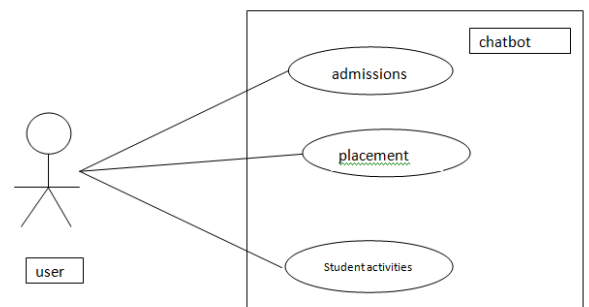 chatbot
admissions
placement
Student activities
user